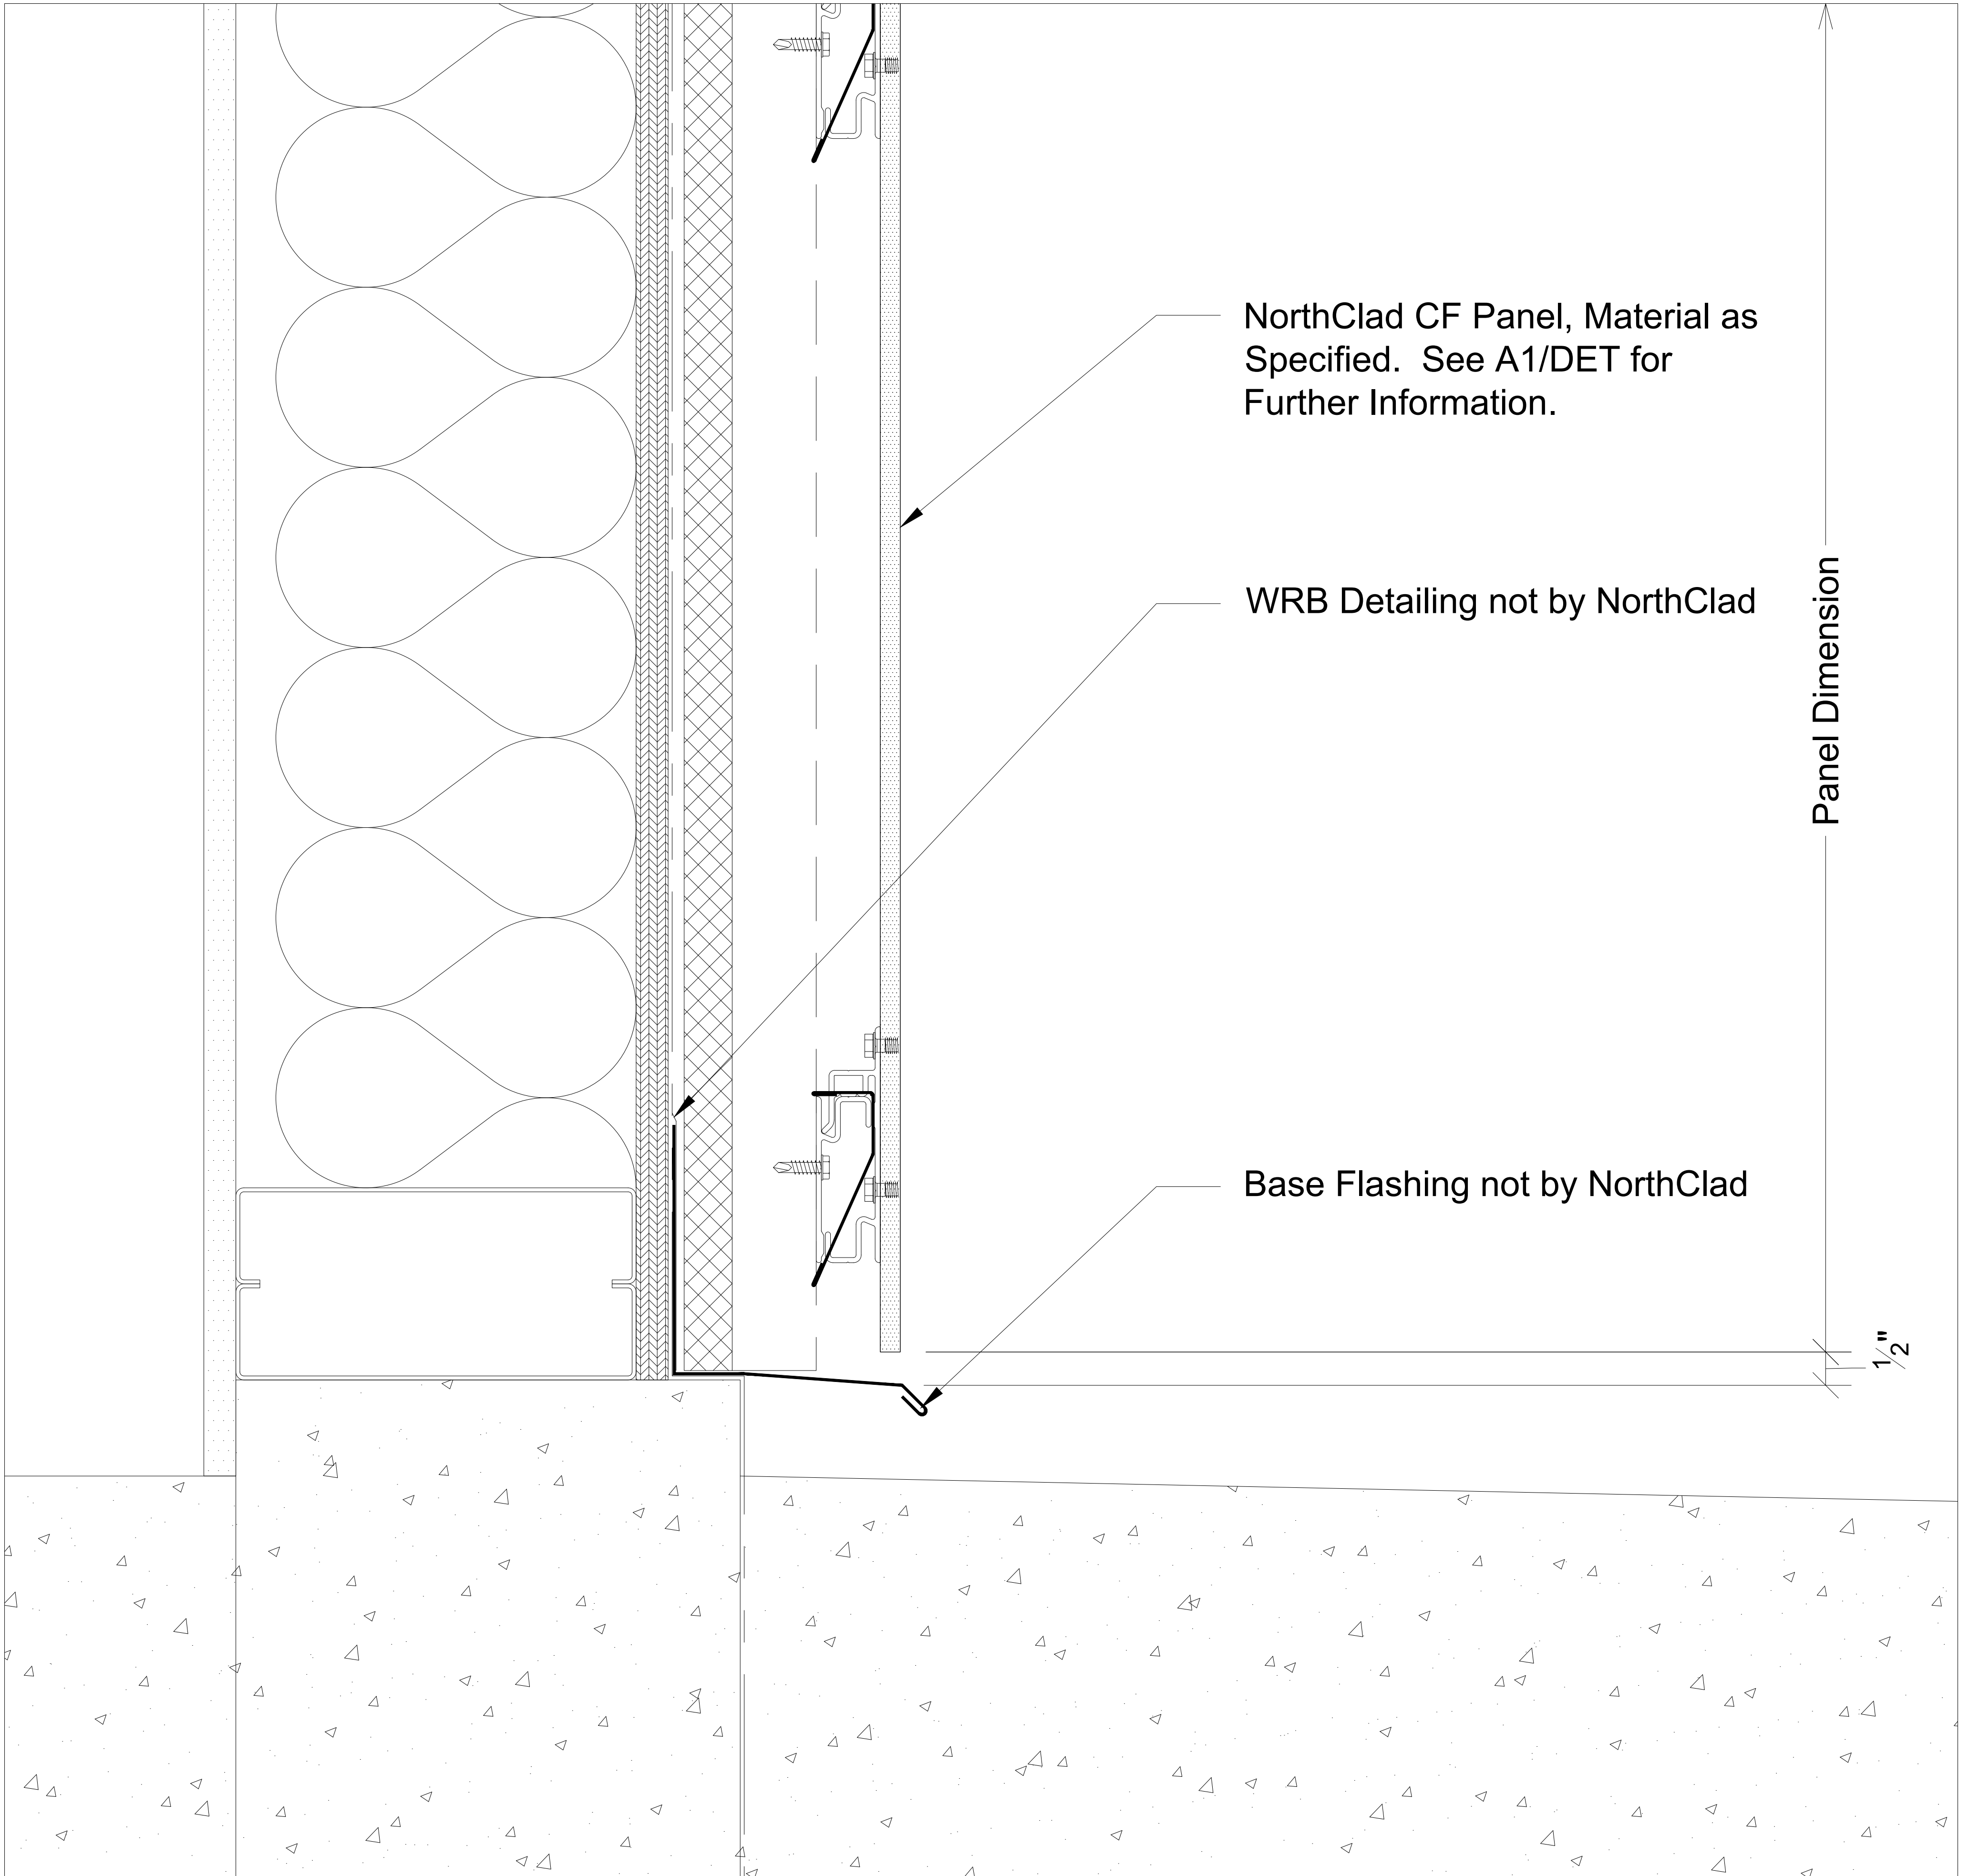 NorthClad CF Panel, Material as
Specified.  See A1/DET for
Further Information.
WRB Detailing not by NorthClad
Panel Dimension
Base Flashing not by NorthClad
1/2"